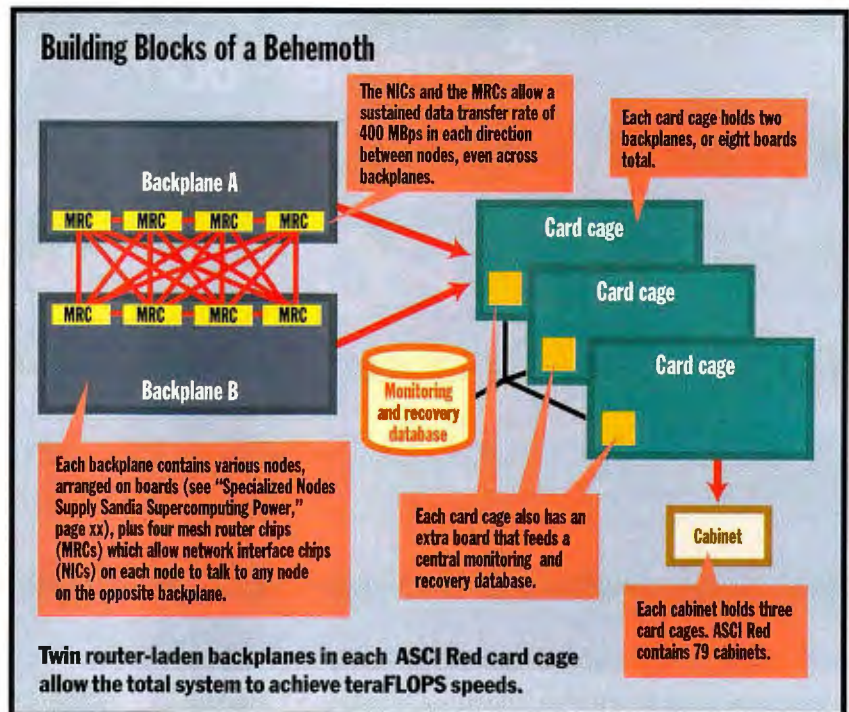 Building Blocks of a Behemoth
The NICs and the MRCs allow a
sustained data transfer rate of
400 MBps in each direction
between nodes, even across
backplanes.
Each card cage holds two
backplanes, or eight boards
total.
Backplane A
MRC MRC MRC MRC
MRC MRC MRC MRC
Backplane B
Card cage
Card cage
Card cage
Monitoring
and recovery
database
Each backplane contains various nodes,
arranged on boards (see "Specialized Nodes
Supply Sandia Supercomputing Power,"
page xx), plus four mesh router chips
(MRCs) which allow network interface chips
(NICs) on each node to talk to any node
on the opposite backplane.
Each card cage also has an
extra board that feeds a
central monitoring and
recovery database.
Cabinet
Each cabinet holds three
card cages. ASCI Red
contains 79 cabinets.
Twin router-laden backplanes in each ASCI Red card cage
allow the total system to achieve teraFLOPS speeds.